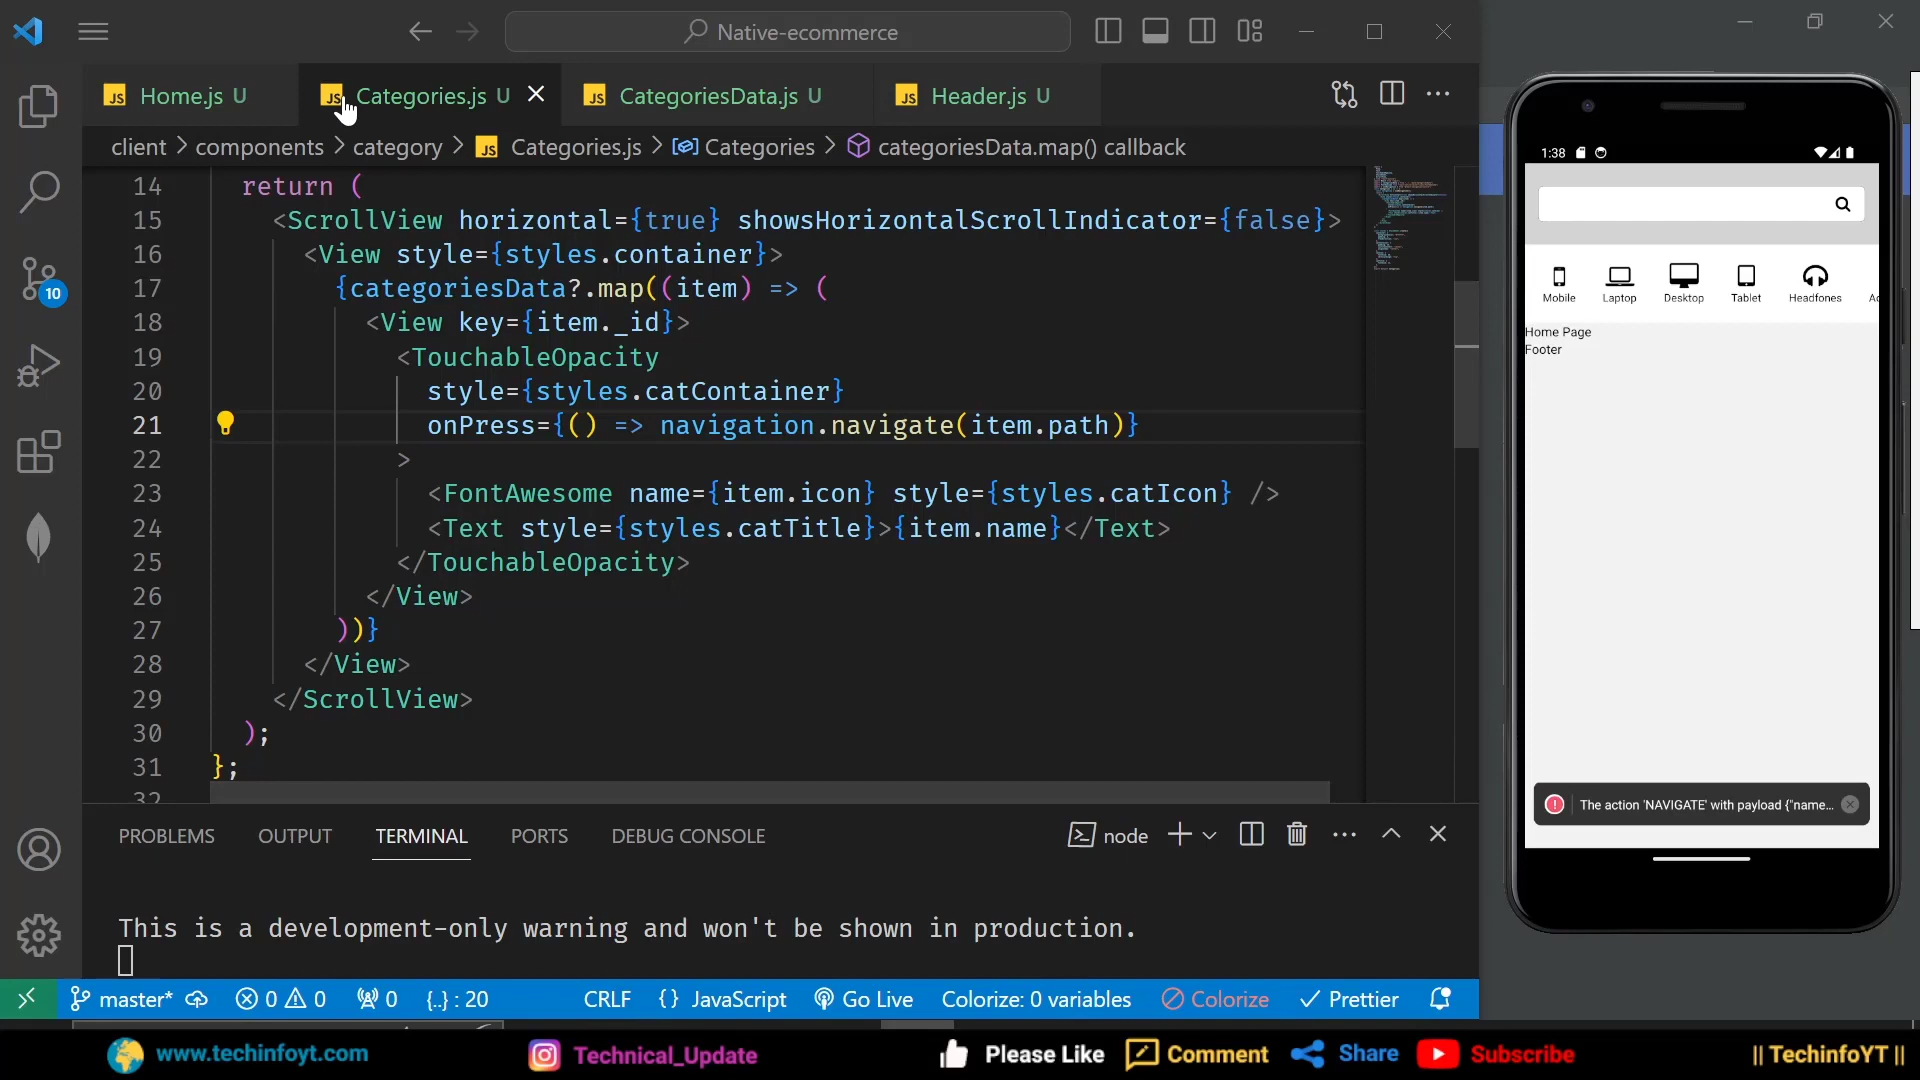 Native-ecommerce
JS Home.js U
JS Categories.js U
JS CategoriesData.js U
JS Header.js U
client > components > category > JS Categories.js > Categories > categoriesData.map() callback
14 return (
15 <ScrollView horizontal={true} showsHorizontalScrollIndicator={false}>
16 <View style={styles.container}>
17 {categoriesData?.map((item) => (
18 <View key={item._id}>
19 <TouchableOpacity
20 style={styles.catContainer}
21 onPress={() => navigation.navigate(item.path)}
22 >
23 <FontAwesome name={item.icon} style={styles.catIcon} />
24 <Text style={styles.catTitle}>{item.name}</Text>
25 </TouchableOpacity>
26 </View>
27 ))}
28 </View>
29 </ScrollView>
30 );
31 };
32
10
PROBLEMS OUTPUT TERMINAL PORTS DEBUG CONSOLE
node
This is a development-only warning and won't be shown in production.
master* 0 0 0 {..} : 20 CRLF {} JavaScript Go Live Colorize: 0 variables Colorize Prettier
1:38
Mobile Laptop Desktop Tablet Headfones
Home Page
Footer
The action 'NAVIGATE' with payload {"name...
www.techinfoyt.com
Technical_Update
Please Like
Comment
Share
Subscribe
|| TechinfoYT ||